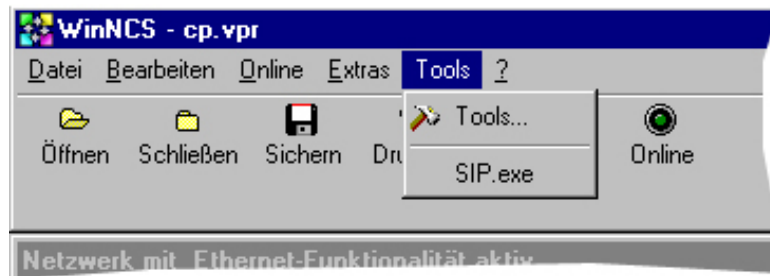 WinNCS - cp.vpr
Datei Bearbeiten Online Extras Tools ?
Tools...
Öffnen Schließen Sichern Online
SIP.exe
Netzwerk mit Ethernet-Funktionalität aktiv